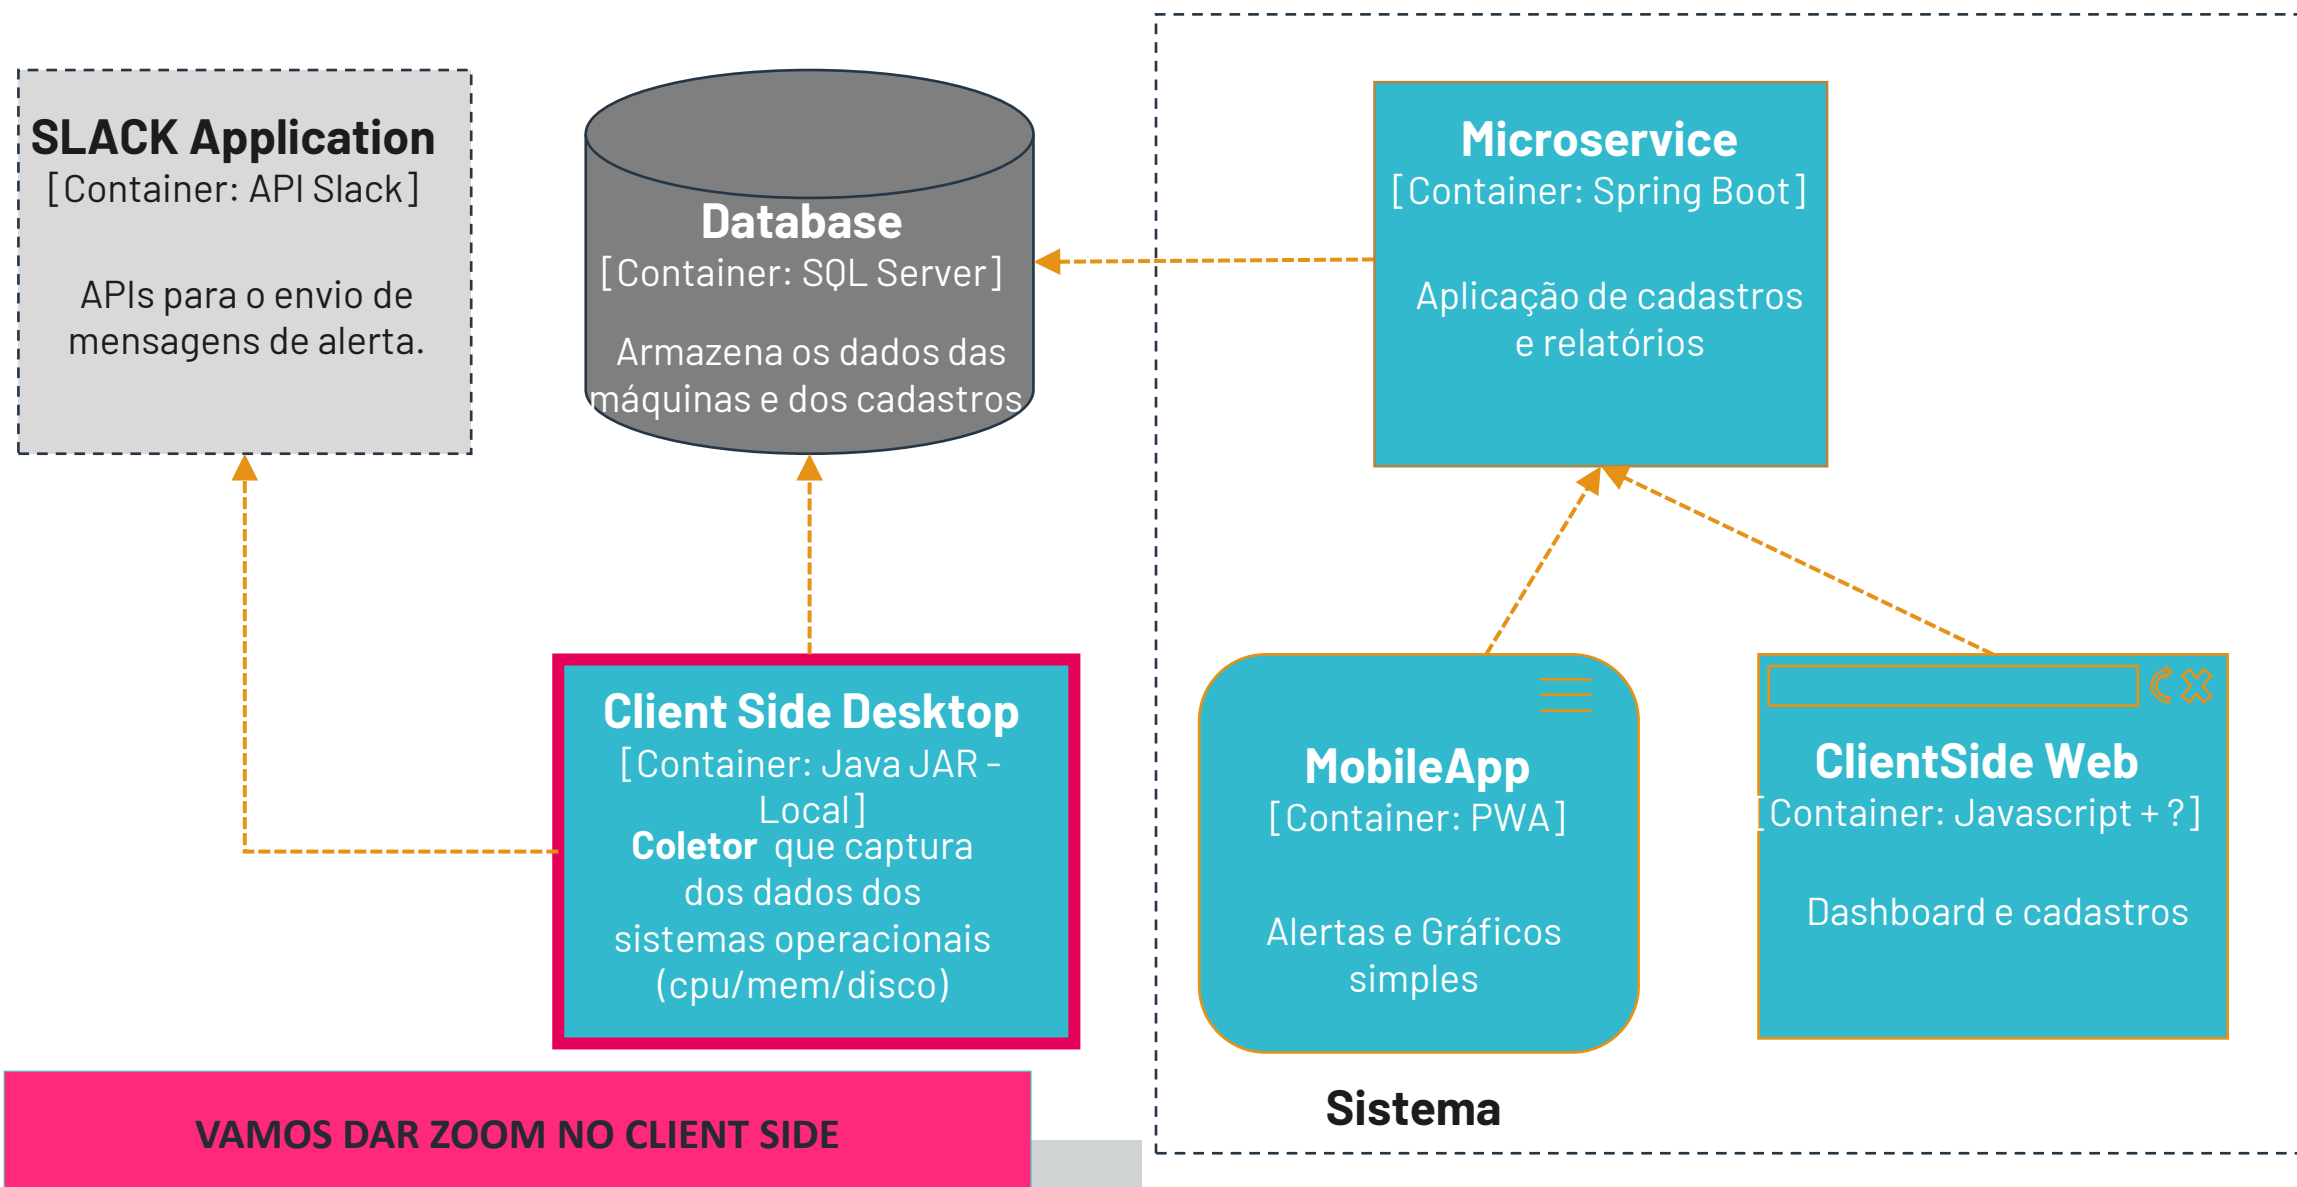 SLACK Application
[Container: API Slack]
APIs para o envio de
mensagens de alerta.
Database
[Container: SQL Server]
Armazena os dados das
máquinas e dos cadastros
Microservice
[Container: Spring Boot]
Aplicação de cadastros
e relatórios
Client Side Desktop
[Container: Java JAR -
Local]
Coletor que captura
dos dados dos
sistemas operacionais
(cpu/mem/disco)
MobileApp
[Container: PWA]
Alertas e Gráficos
simples
ClientSide Web
[Container: Javascript + ?]
Dashboard e cadastros
Sistema
VAMOS DAR ZOOM NO CLIENT SIDE